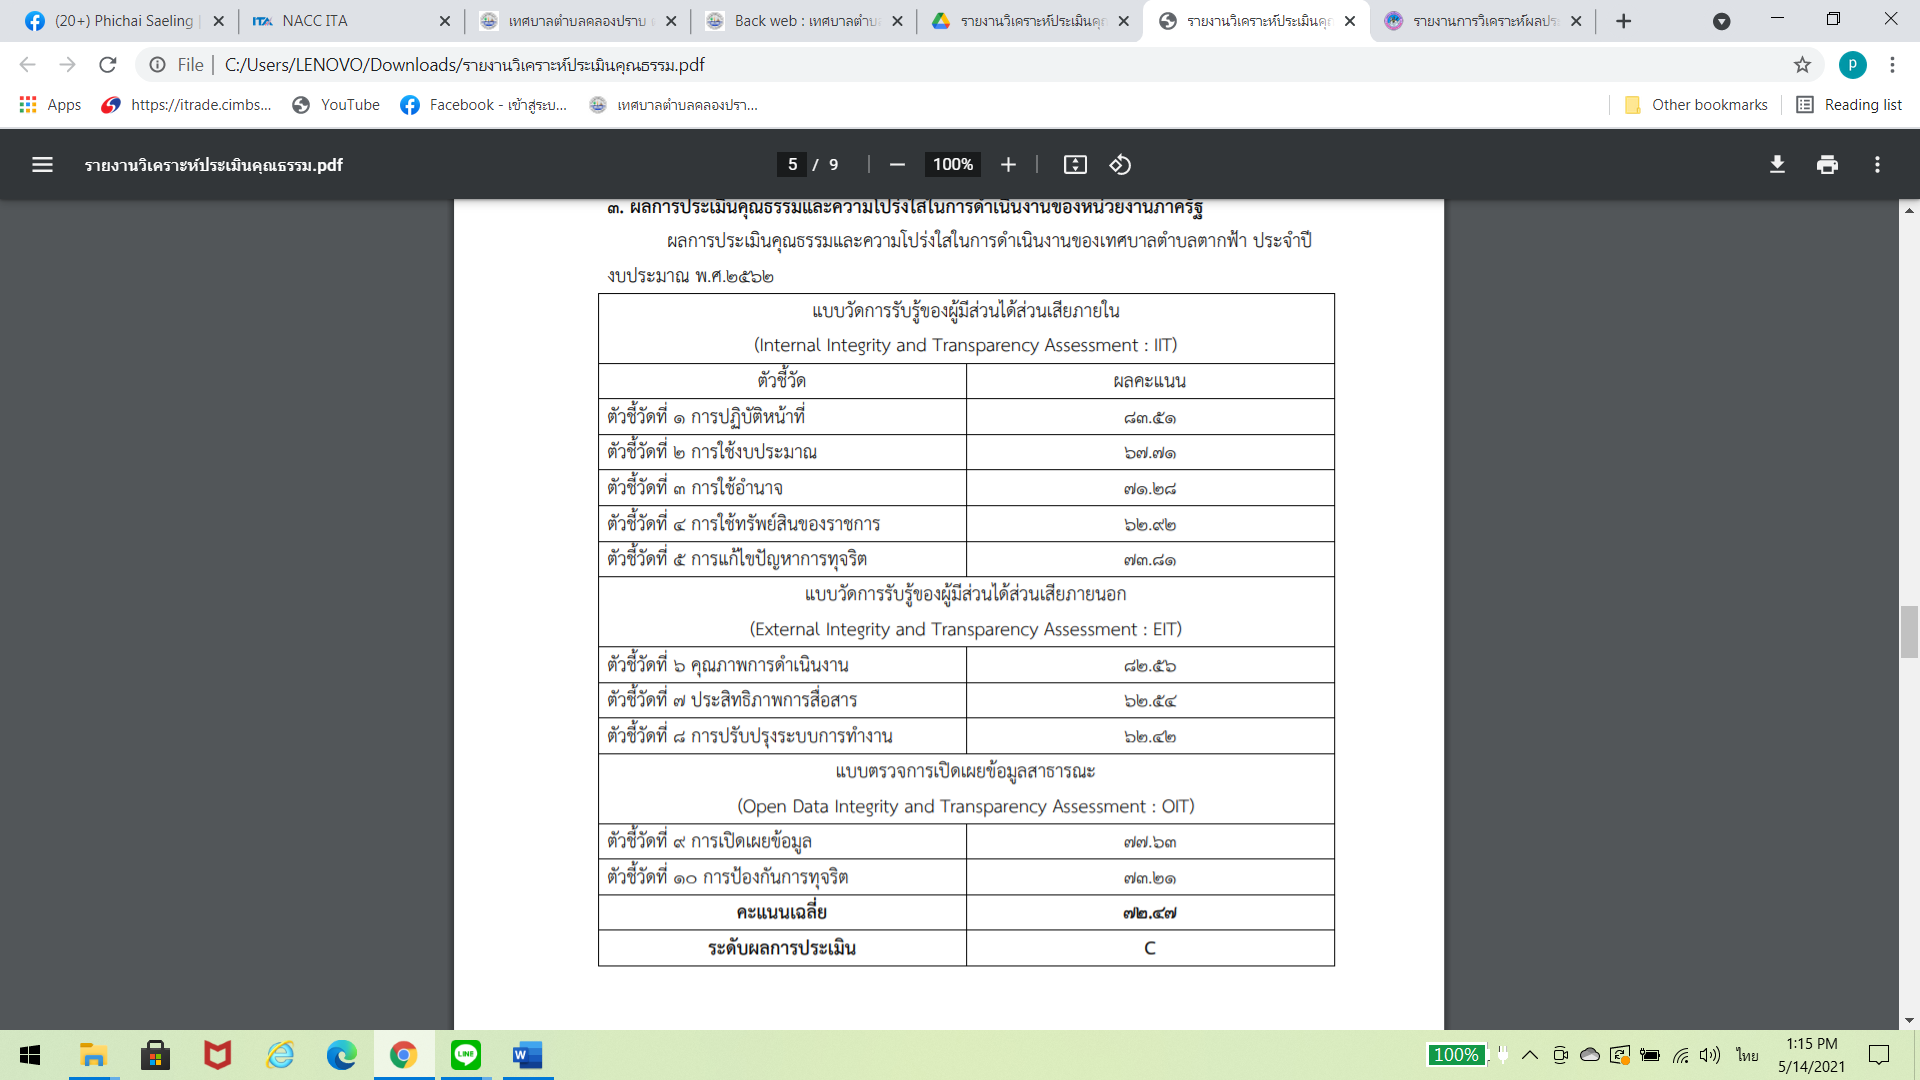 (20+) Phichai Saeling |
NACC ITA
เทศบาลตำบลคลองปราบ
Back web : เทศบาลตำบ
รายงานวิเคราะห์ประเมินคุ
รายงานวิเคราะห์ประเมินคุ
รายงานการวิเคราะห์ผลประ
File | C:/Users/LENOVO/Downloads/รายงานวิเคราะห์ประเมินคุณธรรม.pdf
P
Apps
https://itrade.cimbs...
YouTube
Facebook - เข้าสู่ระบ...
เทศบาลตำบลคลองปรา...
Other bookmarks
Reading list
รายงานวิเคราะห์ประเมินคุณธรรม.pdf
5 / 9
100%
๓. ผลการประเมินคุณธรรมและความโปร่งใสในการดำเนินงานของหน่วยงานภาครัฐ
ผลการประเมินคุณธรรมและความโปร่งใสในการดำเนินงานของเทศบาลตำบลตากฟ้า ประจำปี
งบประมาณ พ.ศ.๒๕๖๒
แบบวัดการรับรู้ของผู้มีส่วนได้ส่วนเสียภายใน
(Internal Integrity and Transparency Assessment : IIT)
ตัวชี้วัด ผลคะแนน
ตัวชี้วัดที่ ๑ การปฏิบัติหน้าที่ ๘๓.๕๑
ตัวชี้วัดที่ ๒ การใช้งบประมาณ ๖๗.๗๑
ตัวชี้วัดที่ ๓ การใช้อำนาจ ๗๑.๒๘
ตัวชี้วัดที่ ๔ การใช้ทรัพย์สินของราชการ ๖๒.๙๒
ตัวชี้วัดที่ ๕ การแก้ไขปัญหาการทุจริต ๗๓.๘๑
แบบวัดการรับรู้ของผู้มีส่วนได้ส่วนเสียภายนอก
(External Integrity and Transparency Assessment : EIT)
ตัวชี้วัดที่ ๖ คุณภาพการดำเนินงาน ๘๒.๕๖
ตัวชี้วัดที่ ๗ ประสิทธิภาพการสื่อสาร ๖๒.๕๔
ตัวชี้วัดที่ ๘ การปรับปรุงระบบการทำงาน ๖๒.๔๒
แบบตรวจการเปิดเผยข้อมูลสาธารณะ
(Open Data Integrity and Transparency Assessment : OIT)
ตัวชี้วัดที่ ๙ การเปิดเผยข้อมูล ๗๗.๖๓
ตัวชี้วัดที่ ๑๐ การป้องกันการทุจริต ๗๓.๒๑
คะแนนเฉลี่ย ๗๒.๔๗
ระดับผลการประเมิน C
100%
ไทย
1:15 PM
5/14/2021